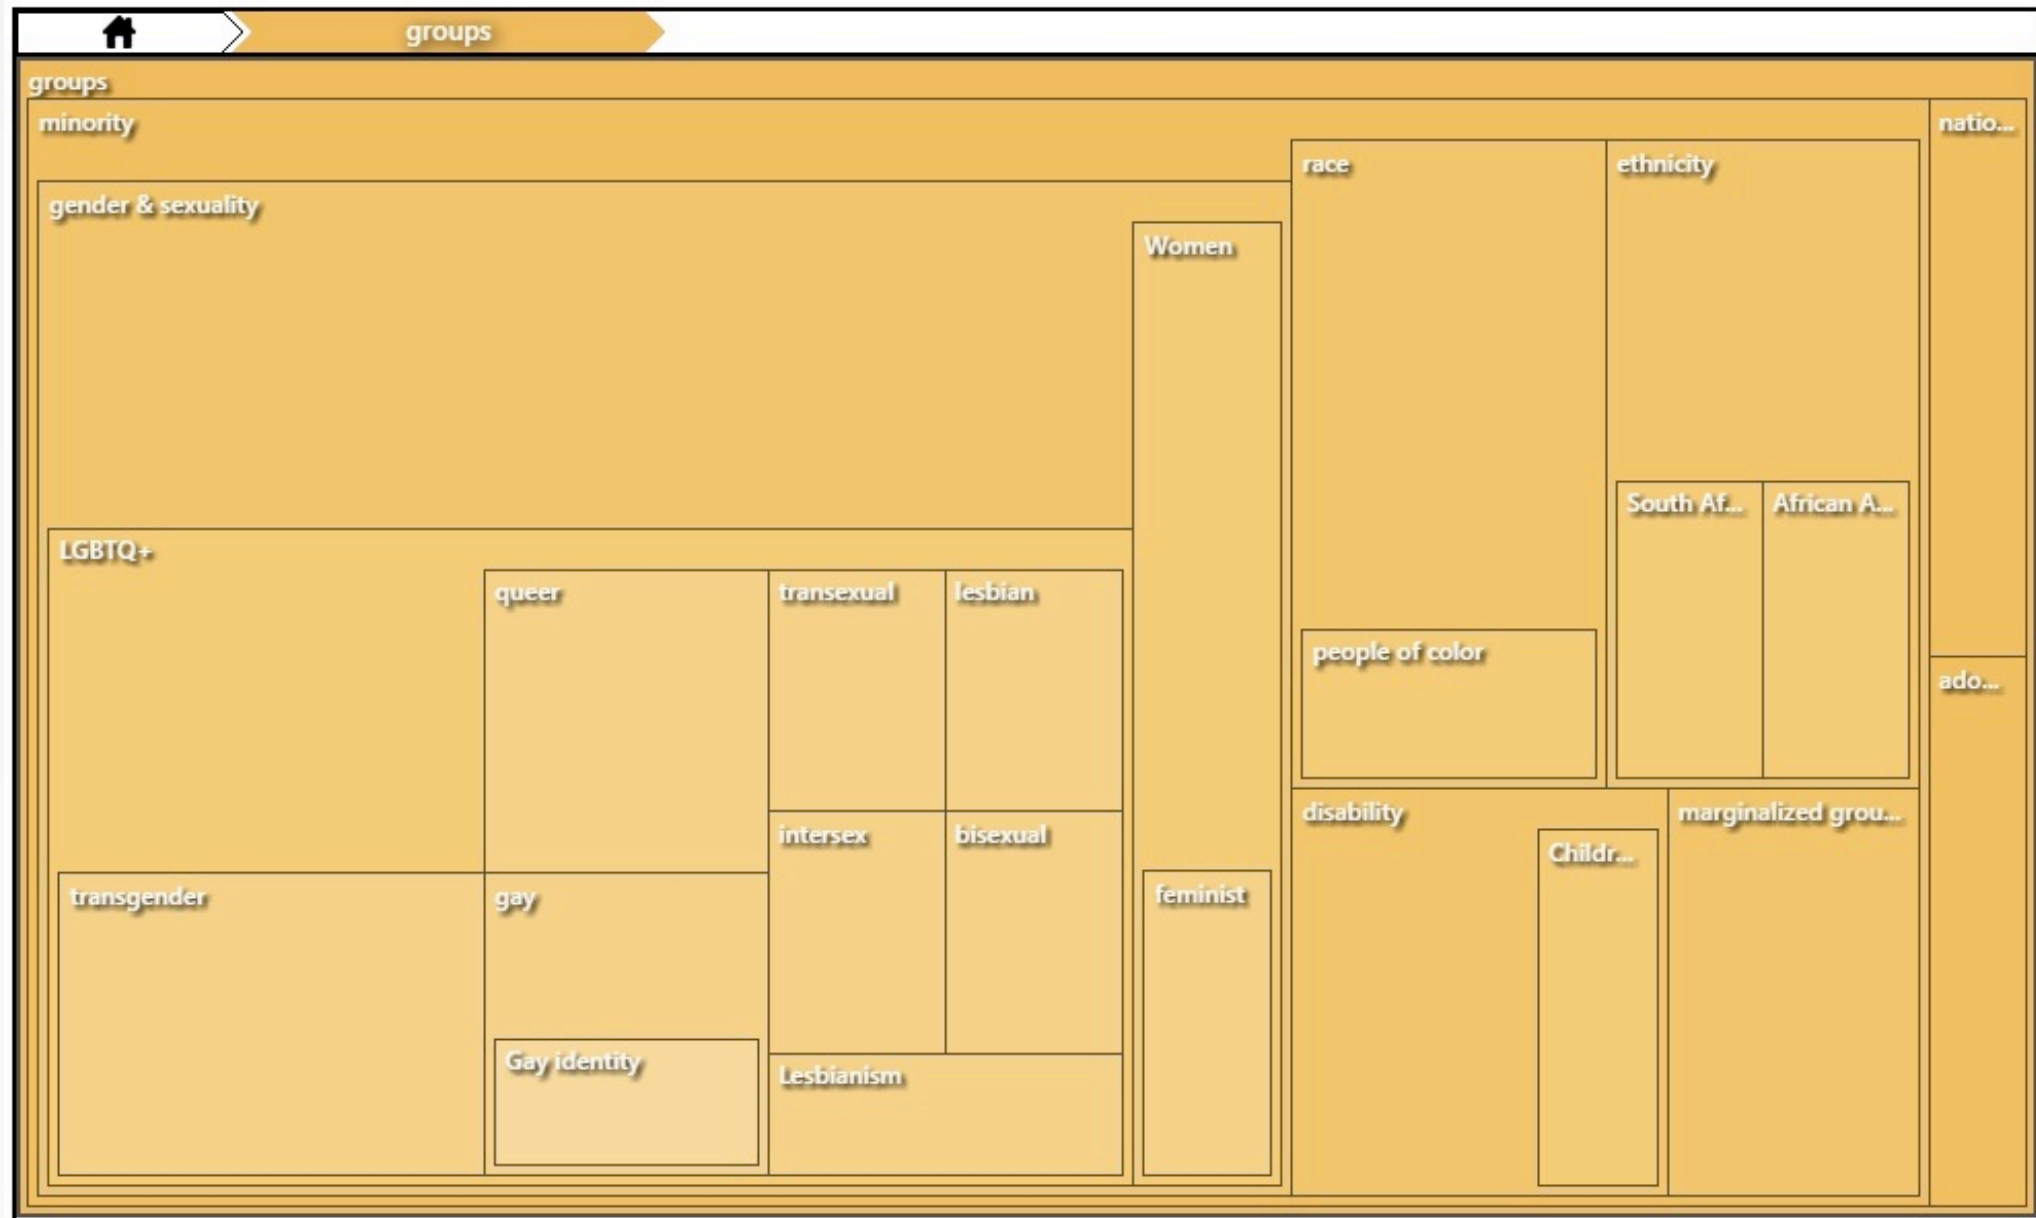 groups
groups
minority
natio...
race
ethnicity
gender & sexuality
Women
South Af...
African A...
LGBTQ+
queer
transexual
lesbian
people of color
ado...
disability
marginalized grou...
intersex
bisexual
Childr...
transgender
gay
feminist
Gay identity
Lesbianism